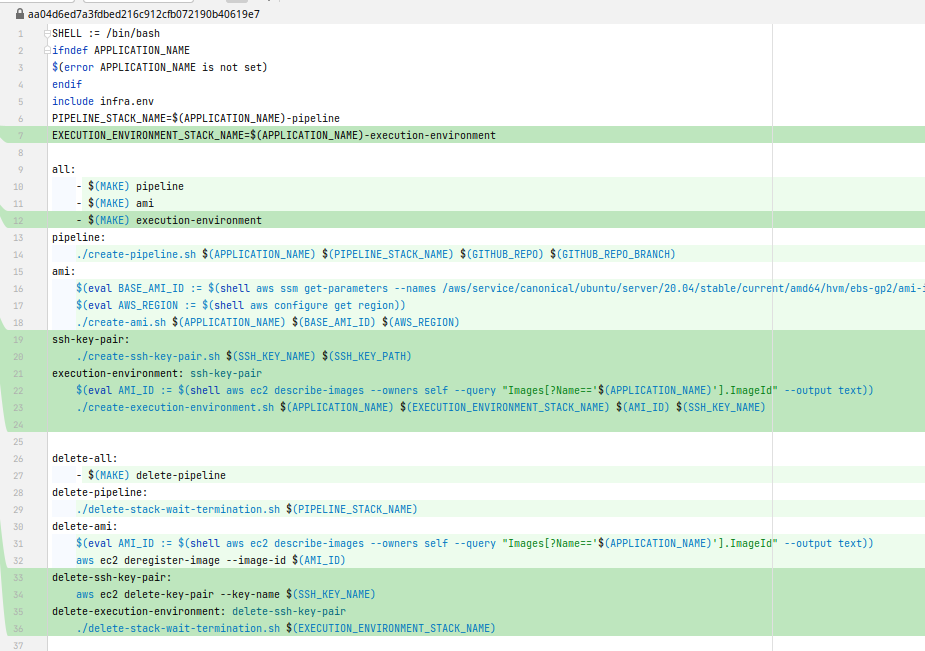 aa04d6ed7a3fdbed216c912cfb072190b40619e7
1 SHELL := /bin/bash
2 ifndef APPLICATION_NAME
3 $(error APPLICATION_NAME is not set)
4 endif
5 include infra.env
6 PIPELINE_STACK_NAME=$(APPLICATION_NAME)-pipeline
7 EXECUTION_ENVIRONMENT_STACK_NAME=$(APPLICATION_NAME)-execution-environment
8
9 all:
10 - $(MAKE) pipeline
11 - $(MAKE) ami
12 - $(MAKE) execution-environment
13 pipeline:
14 ./create-pipeline.sh $(APPLICATION_NAME) $(PIPELINE_STACK_NAME) $(GITHUB_REPO) $(GITHUB_REPO_BRANCH)
15 ami:
16 $(eval BASE_AMI_ID := $(shell aws ssm get-parameters --names /aws/service/canonical/ubuntu/server/20.04/stable/current/amd64/hvm/ebs-gp2/ami-
17 $(eval AWS_REGION := $(shell aws configure get region))
18 ./create-ami.sh $(APPLICATION_NAME) $(BASE_AMI_ID) $(AWS_REGION)
19 ssh-key-pair:
20 ./create-ssh-key-pair.sh $(SSH_KEY_NAME) $(SSH_KEY_PATH)
21 execution-environment: ssh-key-pair
22 $(eval AMI_ID := $(shell aws ec2 describe-images --owners self --query "Images[?Name=='$(APPLICATION_NAME)'].ImageId" --output text))
23 ./create-execution-environment.sh $(APPLICATION_NAME) $(EXECUTION_ENVIRONMENT_STACK_NAME) $(AMI_ID) $(SSH_KEY_NAME)
24
25
26 delete-all:
27 - $(MAKE) delete-pipeline
28 delete-pipeline:
29 ./delete-stack-wait-termination.sh $(PIPELINE_STACK_NAME)
30 delete-ami:
31 $(eval AMI_ID := $(shell aws ec2 describe-images --owners self --query "Images[?Name=='$(APPLICATION_NAME)'].ImageId" --output text))
32 aws ec2 deregister-image --image-id $(AMI_ID)
33 delete-ssh-key-pair:
34 aws ec2 delete-key-pair --key-name $(SSH_KEY_NAME)
35 delete-execution-environment: delete-ssh-key-pair
36 ./delete-stack-wait-termination.sh $(EXECUTION_ENVIRONMENT_STACK_NAME)
37